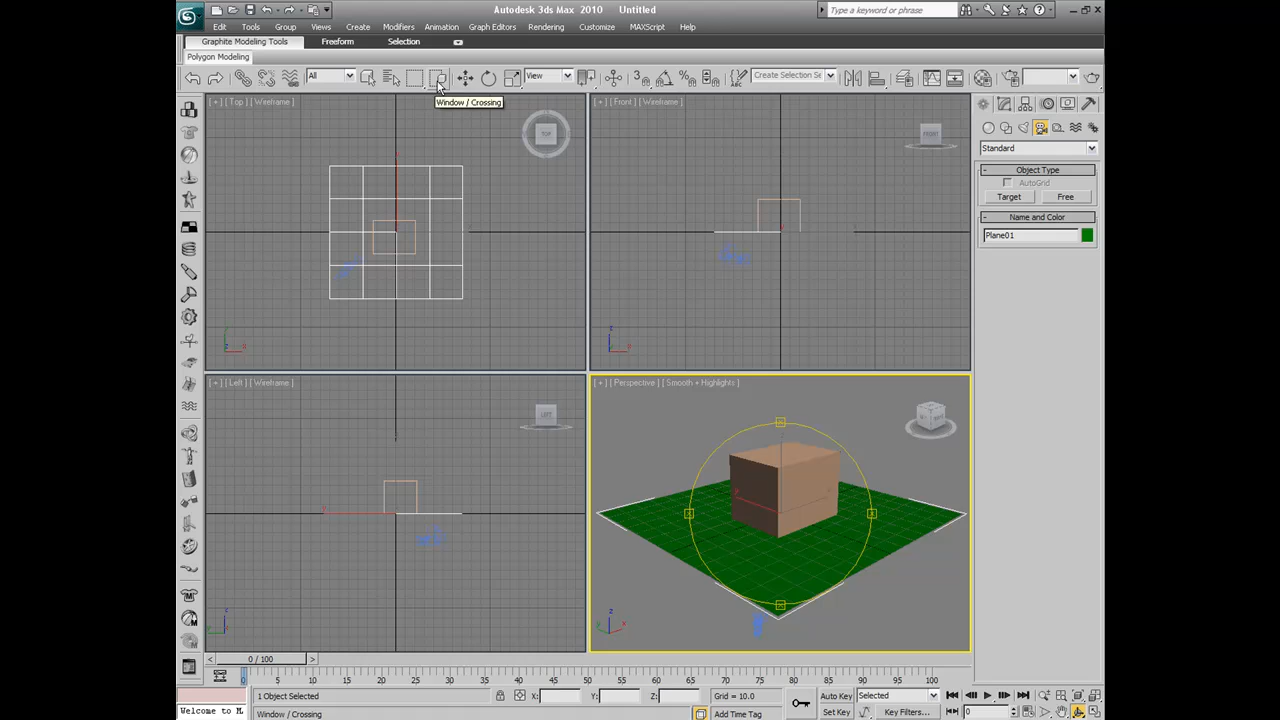 Autodesk 3ds Max 2010 Untitled
Type a keyword or phrase
Edit Tools Group Views Create Modifiers Animation Graph Editors Rendering Customize MAXScript Help
Graphite Modeling Tools Freeform Selection
Polygon Modeling
All View 3 % ABC Create Selection Se
Window / Crossing
[ + ] [ Top ] [ Wireframe ]
[ + ] [ Front ] [ Wireframe ]
TOP
FRONT
Standard
- Object Type
AutoGrid
Target Free
- Name and Color
Plane01
[ + ] [ Left ] [ Wireframe ]
[ + ] [ Perspective ] [ Smooth + Highlights ]
LEFT
< 0 / 100 >
0 5 10 15 20 25 30 35 40 45 50 55 60 65 70 75 80 85 90 95 100
1 Object Selected X: Y: Z: Grid = 10.0 Auto Key Selected
Welcome to M Window / Crossing Add Time Tag Set Key Key Filters... 0